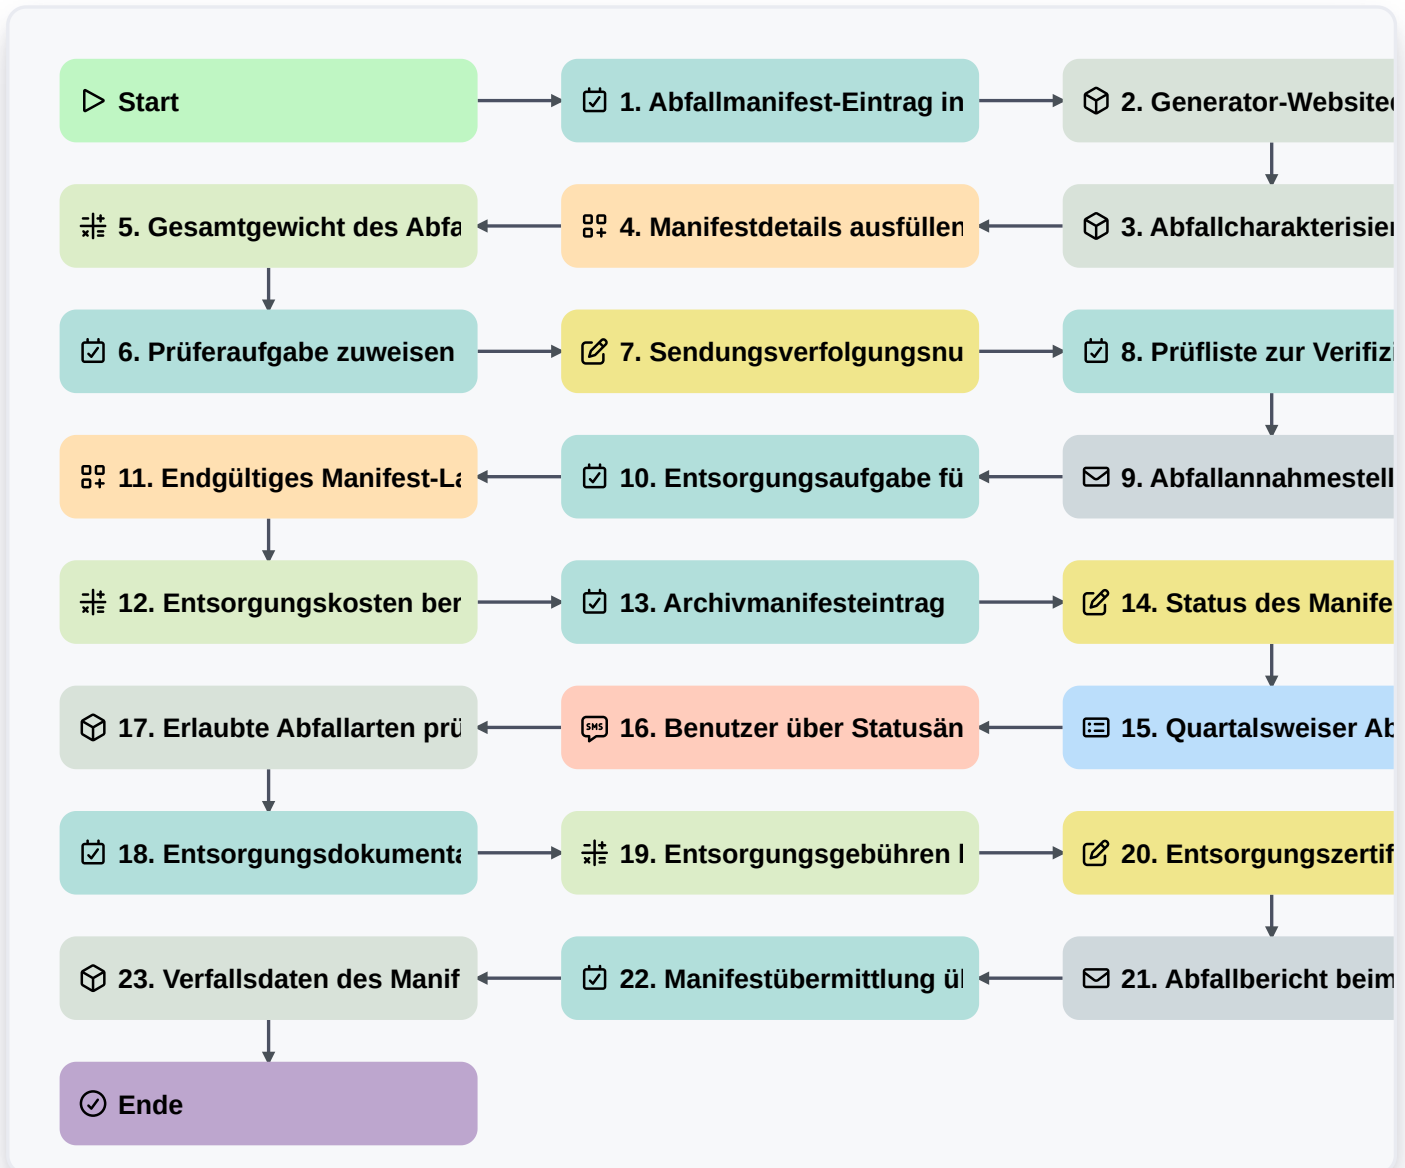 Start
1. Abfallmanifest-Eintrag in
2. Generator-Website
5. Gesamtgewicht des Abfa
4. Manifestdetails ausfüllen
3. Abfallcharakterisier
6. Prüferaufgabe zuweisen
7. Sendungsverfolgungsnu
8. Prüfliste zur Verifizi
11. Endgültiges Manifest-La
10. Entsorgungsaufgabe fü
9. Abfallannahmestell
12. Entsorgungskosten ber
13. Archivmanifesteintrag
14. Status des Manife
17. Erlaubte Abfallarten prü
SMS
16. Benutzer über Statusän
15. Quartalsweiser Ab
18. Entsorgungsdokumenta
19. Entsorgungsgebühren
20. Entsorgungszertif
23. Verfallsdaten des Manif
22. Manifestübermittlung ü
21. Abfallbericht beim
Ende